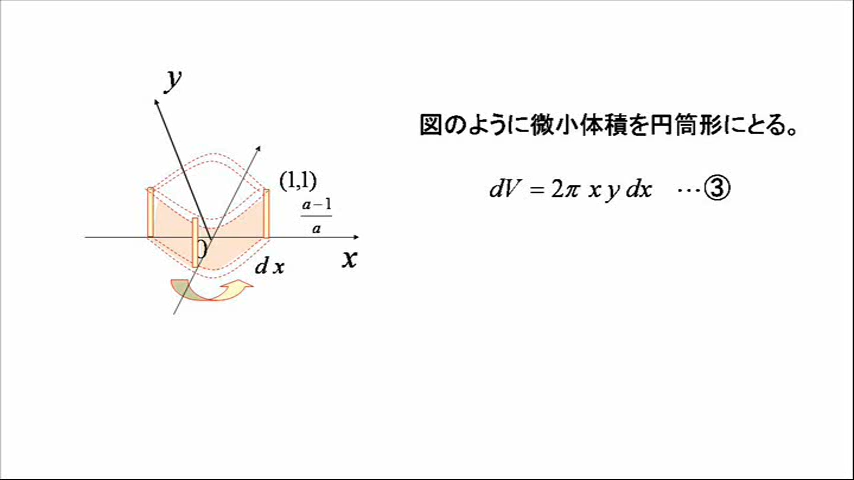 y
図のように微小体積を円筒形にとる。
(1,1)
dV = 2π x y dx …③
a−1
a
O
x
dx